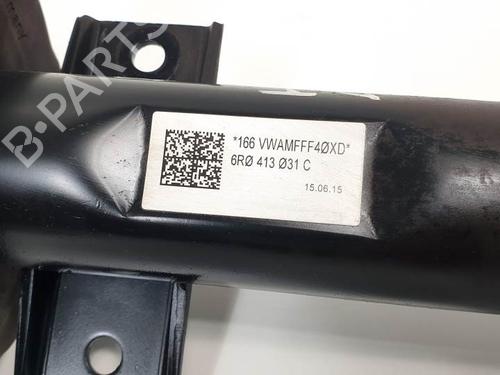 B-PARTS
*166 VWAMFFF4ØXD*
6RØ 413 Ø31 C
15.06.15